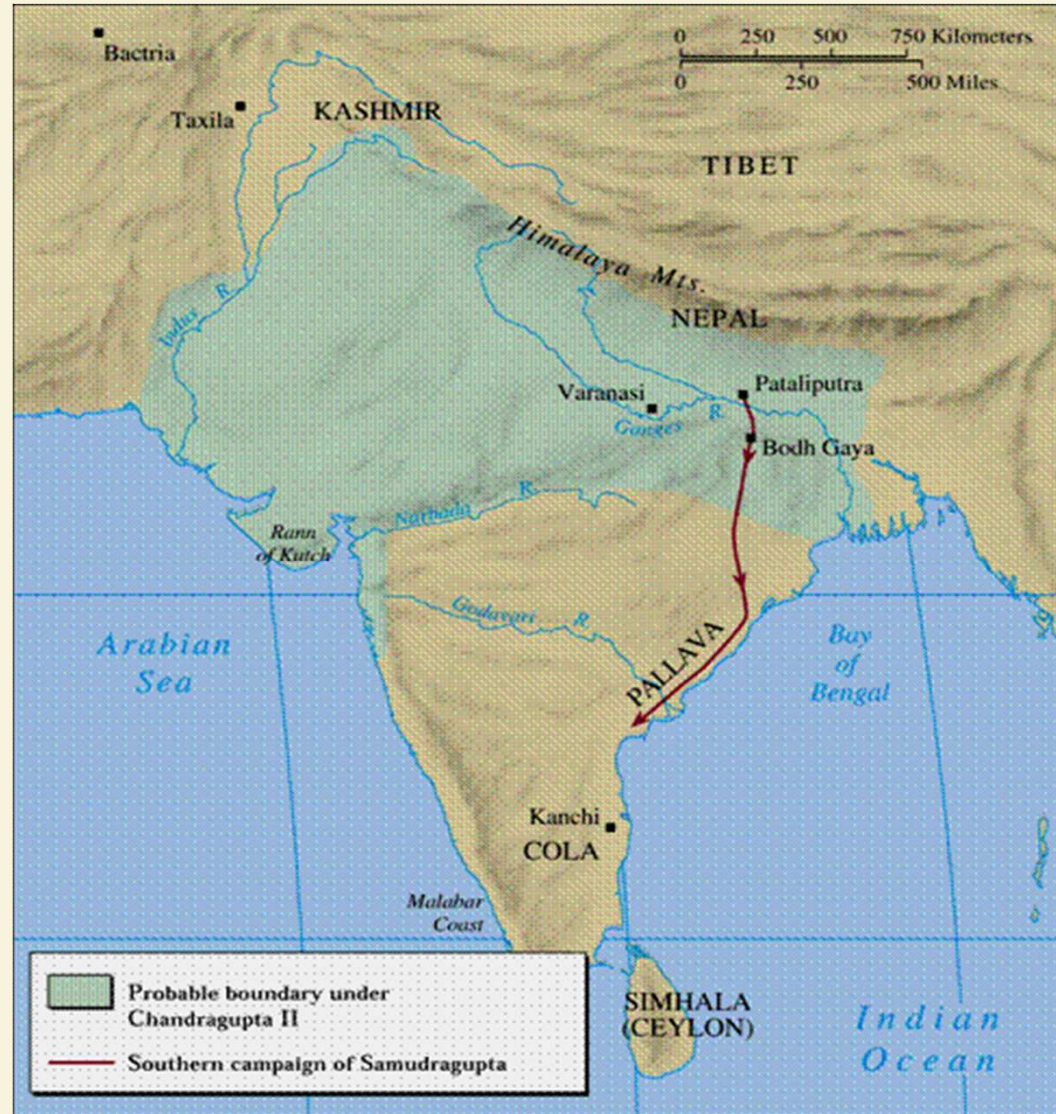 0 250 500 750 Kilometers
0 250 500 Miles
Bactria
Taxila
KASHMIR
TIBET
Himalaya Mts.
NEPAL
Indus R.
Varanasi
Pataliputra
Ganges R.
Bodh Gaya
Narbada R.
Rann
of Kutch
Godavari R.
Arabian
Sea
PALLAVA
Bay
of
Bengal
Kanchi
COLA
Malabar
Coast
SIMHALA
(CEYLON)
Indian
Ocean
Probable boundary under
Chandragupta II
Southern campaign of Samudragupta